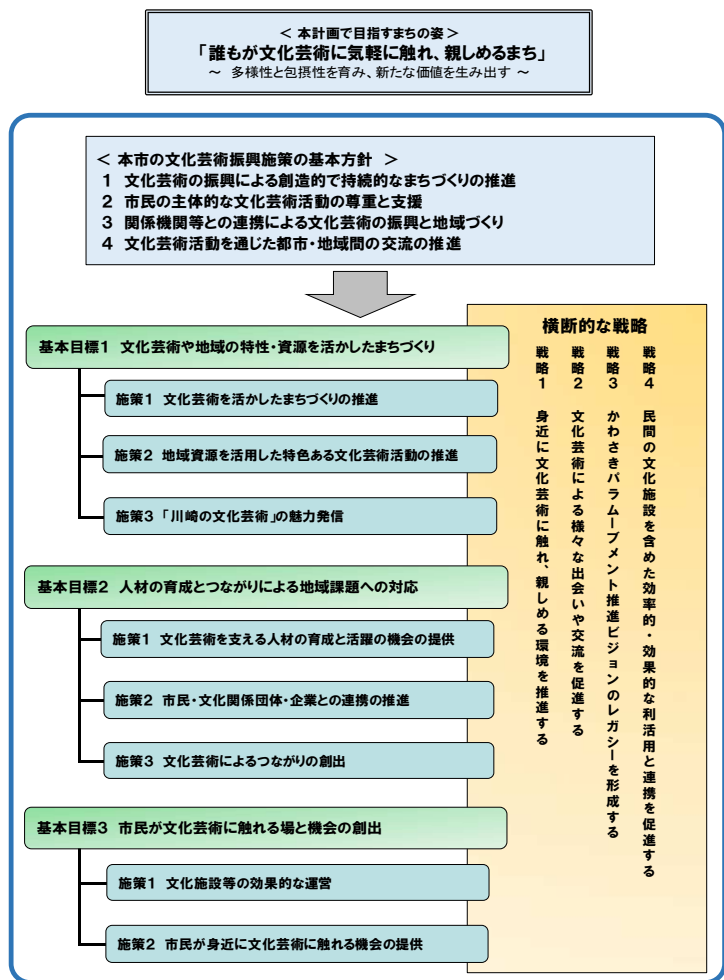 ＜ 本計画で目指すまちの姿 ＞
「誰もが文化芸術に気軽に触れ、親しめるまち」
～ 多様性と包摂性を育み、新たな価値を生み出す ～
＜ 本市の文化芸術振興施策の基本方針 ＞
１ 文化芸術の振興による創造的で持続的なまちづくりの推進
２ 市民の主体的な文化芸術活動の尊重と支援
３ 関係機関等との連携による文化芸術の振興と地域づくり
４ 文化芸術活動を通じた都市・地域間の交流の推進
基本目標１ 文化芸術や地域の特性・資源を活かしたまちづくり
施策１ 文化芸術を活かしたまちづくりの推進
施策２ 地域資源を活用した特色ある文化芸術活動の推進
施策３ 「川崎の文化芸術」の魅力発信
基本目標２ 人材の育成とつながりによる地域課題への対応
施策１ 文化芸術を支える人材の育成と活躍の機会の提供
施策２ 市民・文化関係団体・企業との連携の推進
施策３ 文化芸術によるつながりの創出
基本目標３ 市民が文化芸術に触れる場と機会の創出
施策１ 文化施設等の効果的な運営
施策２ 市民が身近に文化芸術に触れる機会の提供
横断的な戦略
戦略１ 身近に文化芸術に触れ、親しめる環境を推進する
戦略２ 文化芸術による様々な出会いや交流を促進する
戦略３ かわさきパラムーブメント推進ビジョンのレガシーを形成する
戦略４ 民間の文化施設を含めた効率的・効果的な利活用と連携を促進する